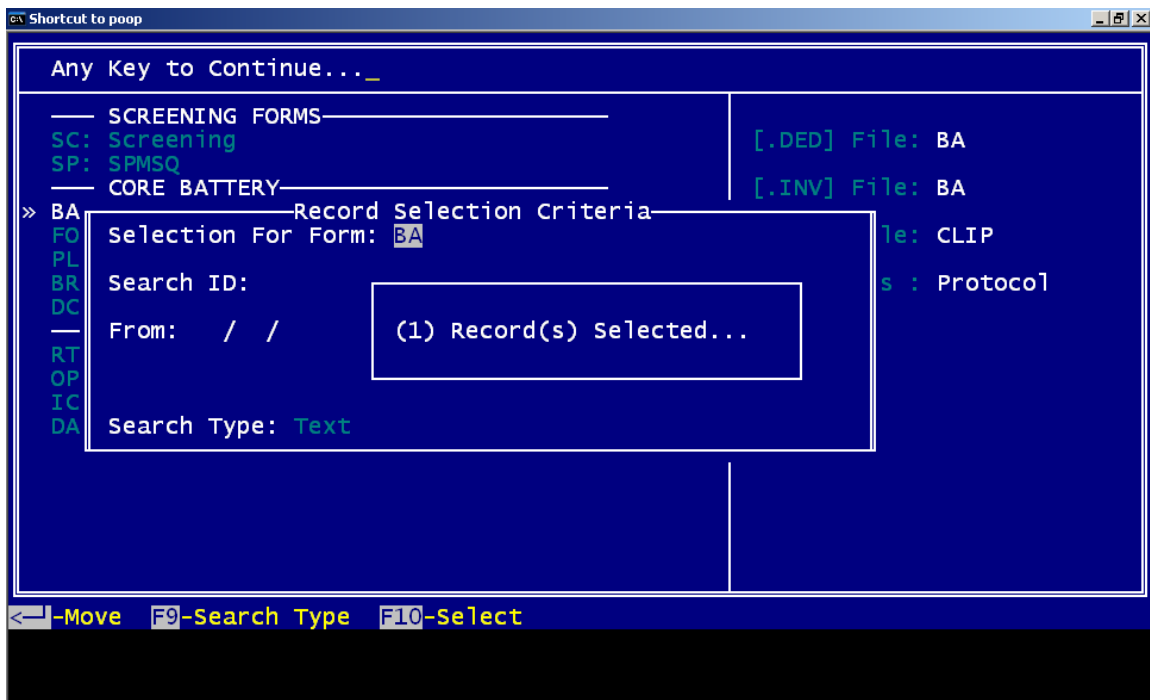 Shortcut to poop
Any Key to Continue..._
SCREENING FORMS
SC: Screening
SP: SPMSQ
CORE BATTERY
[.DED] File: BA
[.INV] File: BA
» BA
Record Selection Criteria
FO
Selection For Form: BA
le: CLIP
PL
BR
Search ID:
s : Protocol
DC
From: / /
(1) Record(s) Selected...
RT
OP
IC
DA
Search Type: Text
<─┘-Move F9-Search Type F10-Select